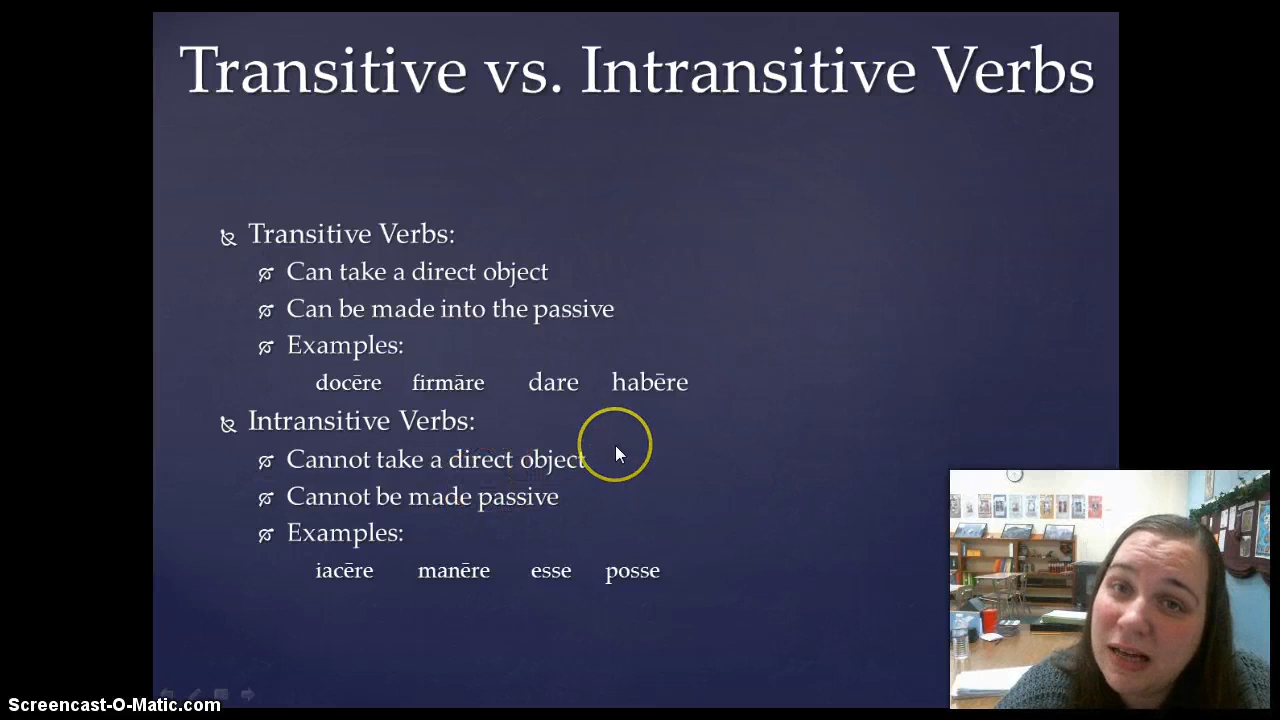 Transitive vs. Intransitive Verbs
Transitive Verbs:
Can take a direct object
Can be made into the passive
Examples:
docēre firmāre dare habēre
Intransitive Verbs:
Cannot take a direct object
Cannot be made passive
Examples:
iacēre manēre esse posse
Screencast-O-Matic.com